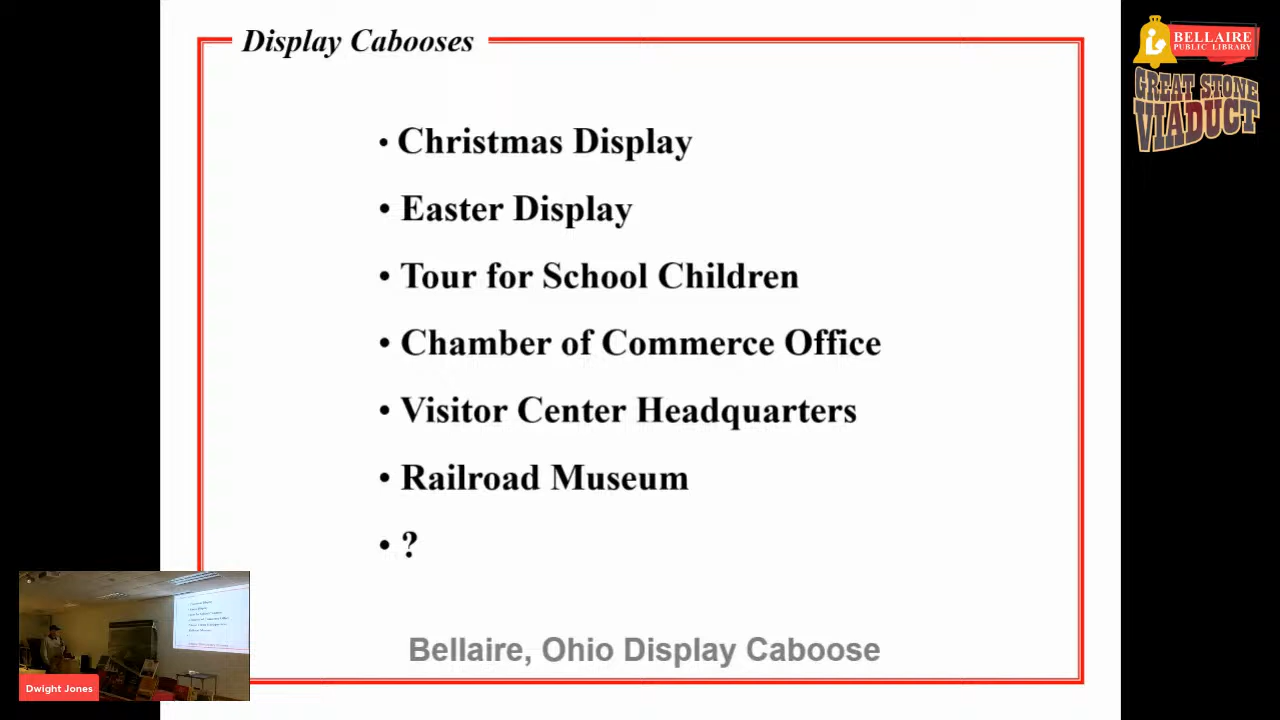 Display Cabooses
BELLAIRE
PUBLIC LIBRARY
GREAT STONE
VIADUCT
• Christmas Display
• Easter Display
• Tour for School Children
• Chamber of Commerce Office
• Visitor Center Headquarters
• Railroad Museum
• ?
Bellaire, Ohio Display Caboose
Dwight Jones